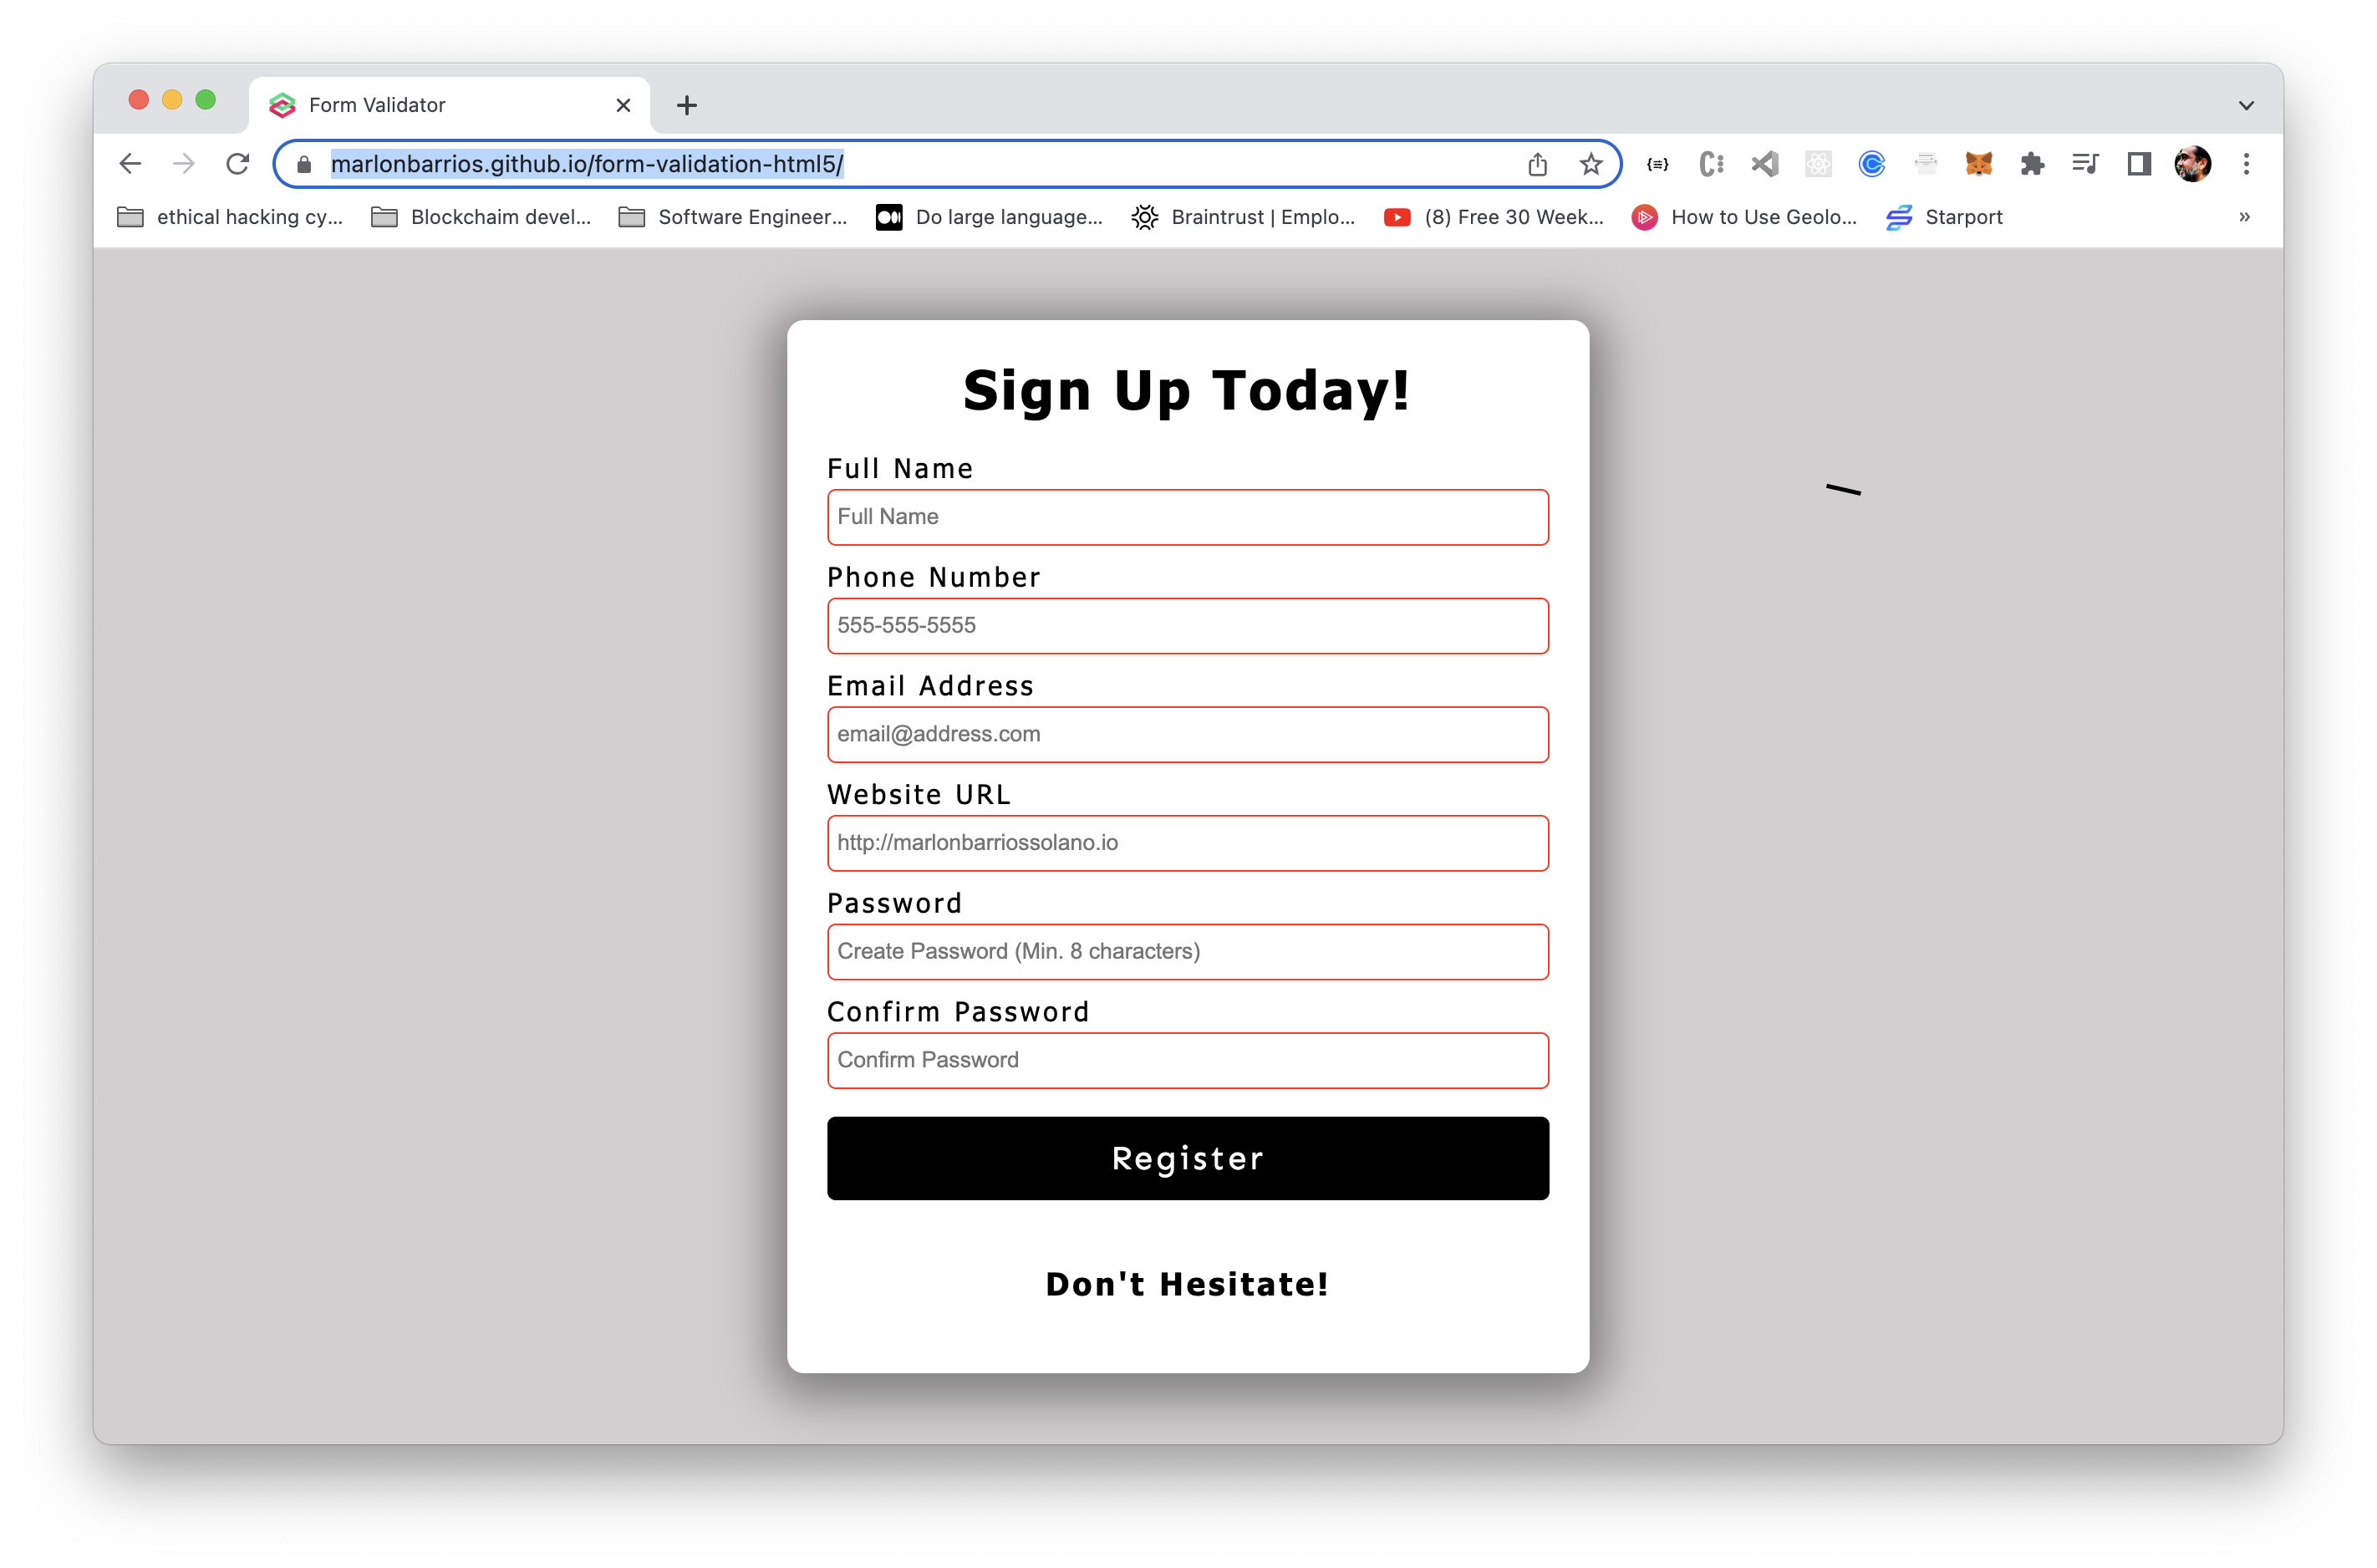 Form Validator
marlonbarrios.github.io/form-validation-html5/
ethical hacking cy... Blockchaim devel... Software Engineer... Do large language... Braintrust | Emplo... (8) Free 30 Week... How to Use Geolo... Starport »
Sign Up Today!
Full Name
Full Name
Phone Number
555-555-5555
Email Address
email@address.com
Website URL
http://marlonbarriossolano.io
Password
Create Password (Min. 8 characters)
Confirm Password
Confirm Password
Register
Don't Hesitate!